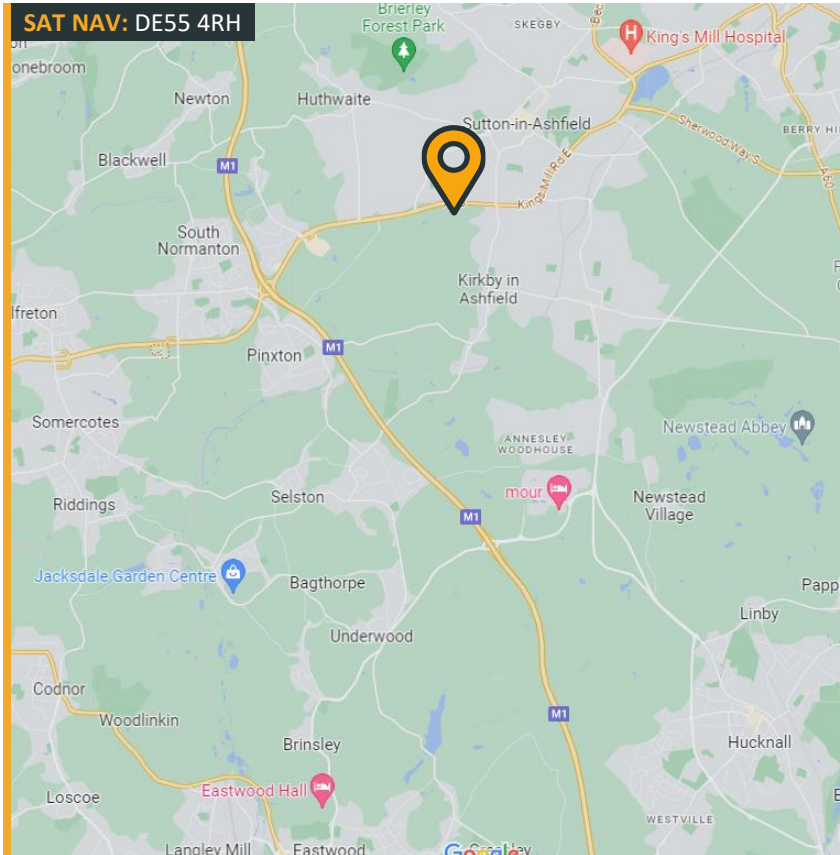 SAT NAV: DE55 4RH
Brierley
Forest Park
SKEGBY
King's Mill Hospital
H
onebroom
Newton
Huthwaite
Sutton-in-Ashfield
Sherwood Way S
BERRY HI
Blackwell
M1
A60
Kings Mill Rd E
South
Normanton
Kirkby in
Ashfield
lfreton
Pinxton
M1
Somercotes
ANNESLEY
WOODHOUSE
Newstead Abbey
Riddings
Selston
mour
Newstead
Village
M1
Jacksdale Garden Centre
Bagthorpe
Papp
Linby
Underwood
Codnor
Woodlinkin
M1
Brinsley
Hucknall
Loscoe
Eastwood Hall
WESTVILLE
Langley Mill
Eastwood
Google